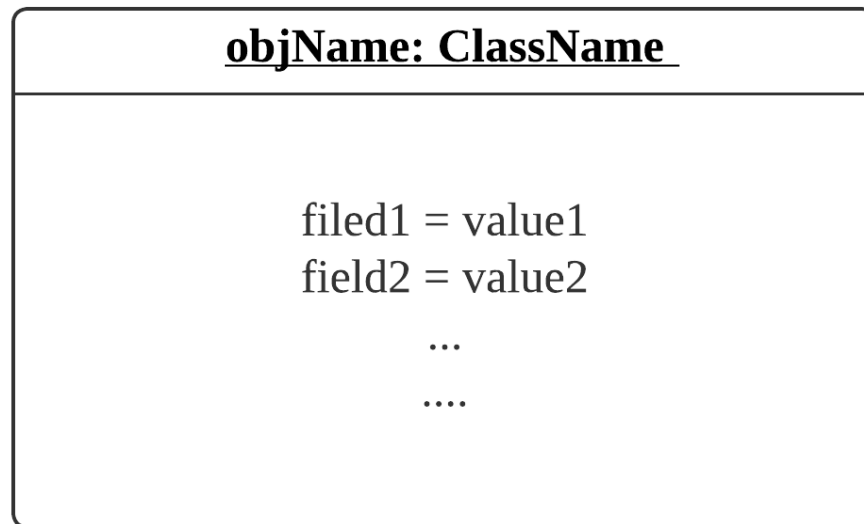 objName: ClassName
filed1 = value1
field2 = value2
...
....